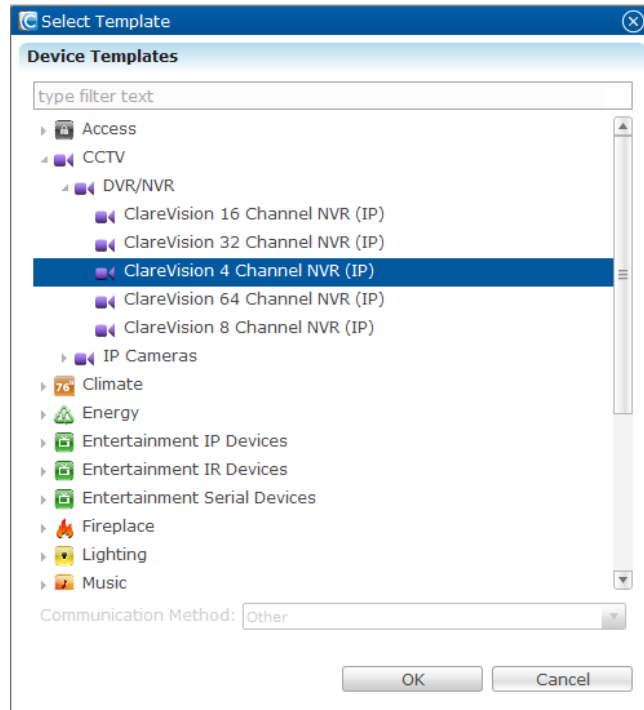 Select Template
Device Templates
type filter text
Access
CCTV
DVR/NVR
ClareVision 16 Channel NVR (IP)
ClareVision 32 Channel NVR (IP)
ClareVision 4 Channel NVR (IP)
ClareVision 64 Channel NVR (IP)
ClareVision 8 Channel NVR (IP)
IP Cameras
76° Climate
Energy
Entertainment IP Devices
Entertainment IR Devices
Entertainment Serial Devices
Fireplace
Lighting
Music
Communication Method: Other
OK Cancel